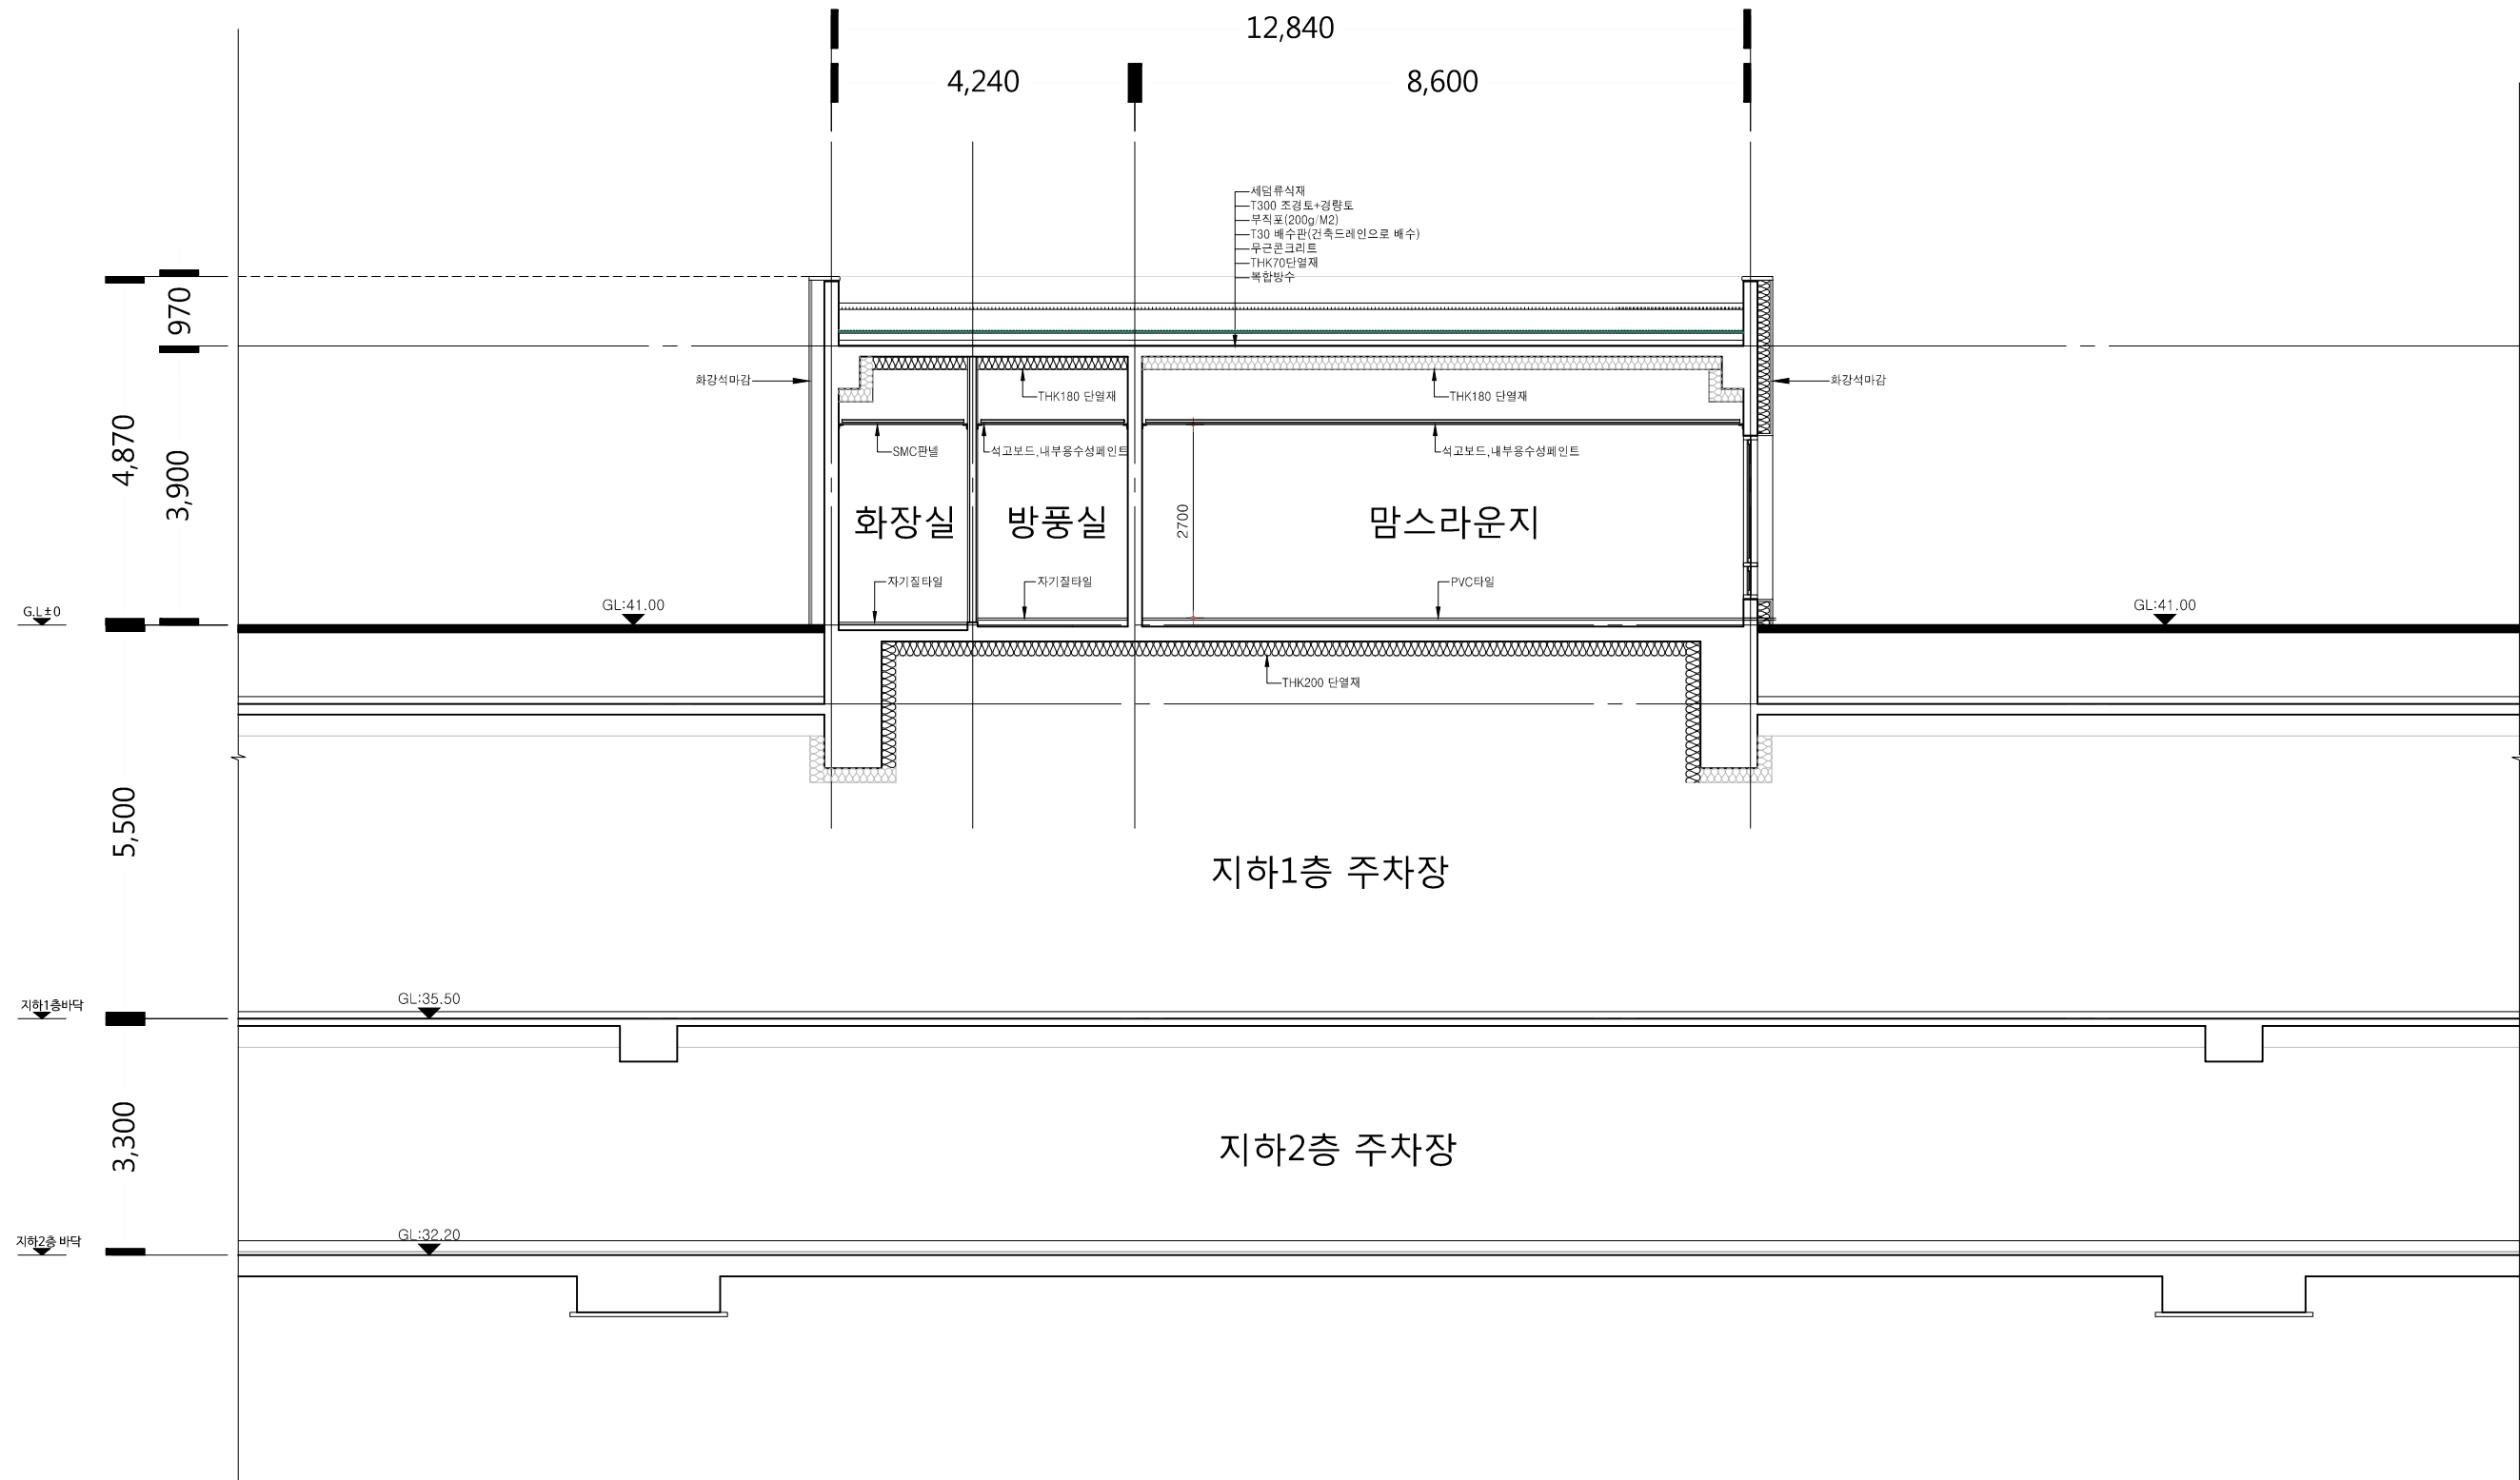 12,840
4,240
8,600
세덤류식재
T300 조경토+경량토
부직포(200g/M2)
T30 배수판(건축드레인으로 배수)
무근콘크리트
THK70단열재
복합방수
970
4,870
3,900
화강석마감
THK180 단열재
THK180 단열재
화강석마감
SMC판넬
석고보드,내부용수성페인트
석고보드,내부용수성페인트
화장실
방풍실
2700
맘스라운지
자기질타일
자기질타일
PVC타일
G.L±0
GL:41.00
GL:41.00
THK200 단열재
5,500
지하1층 주차장
지하1층바닥
GL:35.50
3,300
지하2층 주차장
지하2층 바닥
GL:32.20